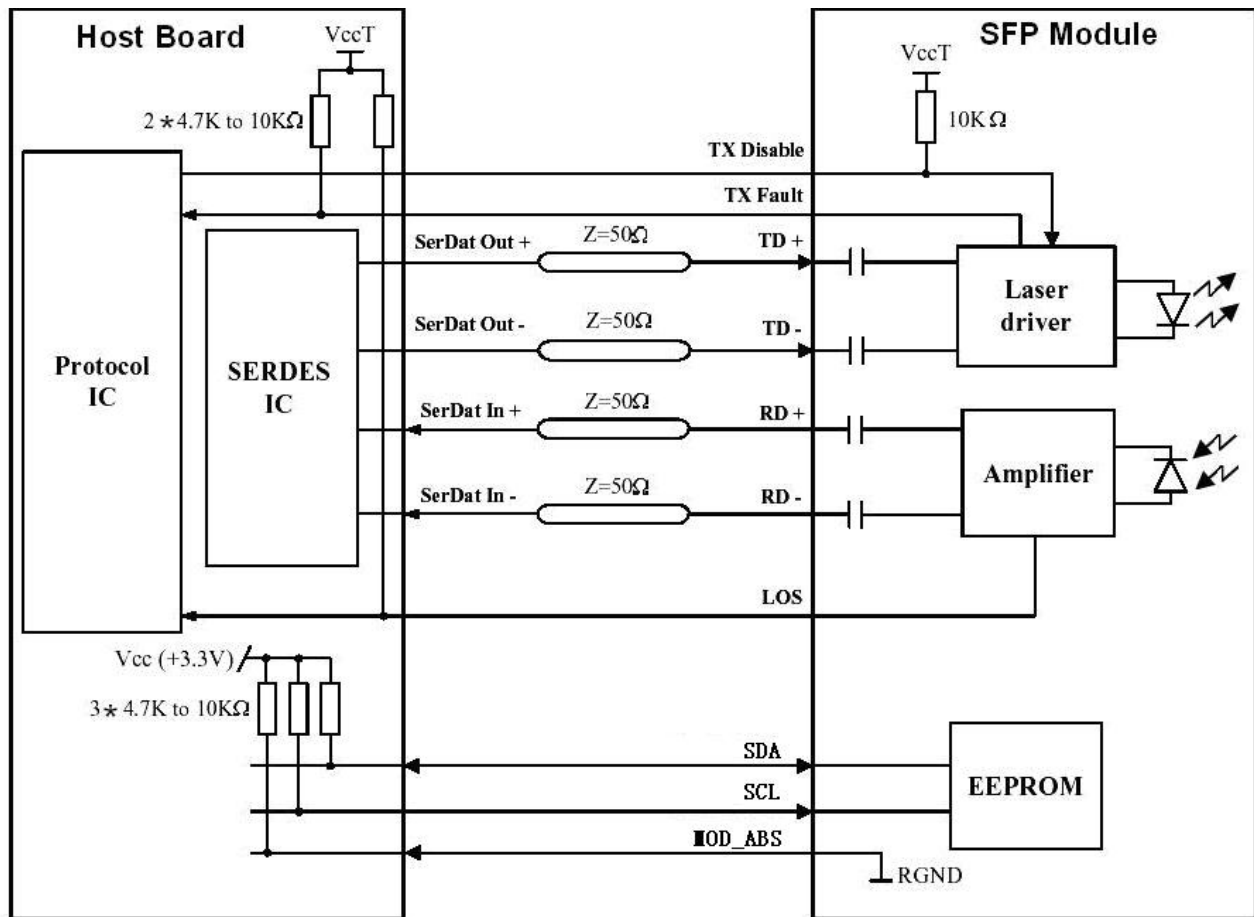 Host Board
VccT
SFP Module
VccT
2*4.7K to 10KΩ
10KΩ
TX Disable
TX Fault
SerDat Out +
Z=50Ω
TD +
Laser
driver
SerDat Out -
Z=50Ω
TD -
Protocol
IC
SERDES
IC
SerDat In +
Z=50Ω
RD +
Amplifier
SerDat In -
Z=50Ω
RD -
LOS
Vcc (+3.3V)
3*4.7K to 10KΩ
SDA
EEPROM
SCL
MOD_ABS
RGND